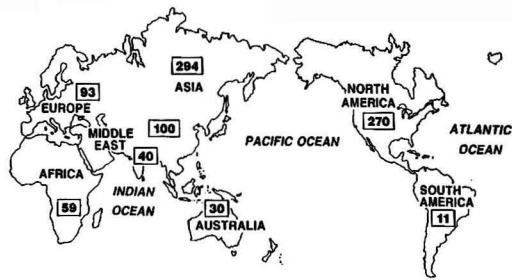 294
ASIA
93
EUROPE
NORTH
AMERICA
270
100
MIDDLE
EAST
PACIFIC OCEAN
ATLANTIC
OCEAN
40
AFRICA
INDIAN
OCEAN
59
30
AUSTRALIA
SOUTH
AMERICA
11